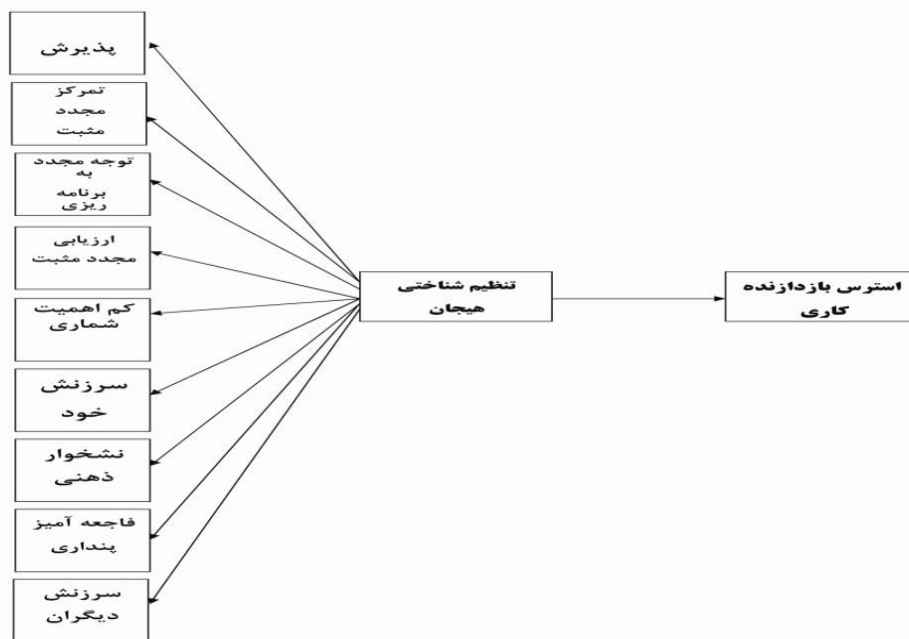 پذیرش
تمرکز
مجدد
مثبت
توجه مجدد
به
برنامه
ریزی
ارزیابی
مجدد مثبت
کم اهمیت
شماری
سرزنش
خود
نشخوار
ذهنی
فاجعه آمیز
پنداری
سرزنش
دیگران
تنظیم شناختی
هیجان
استرس بازدازنده
کاری